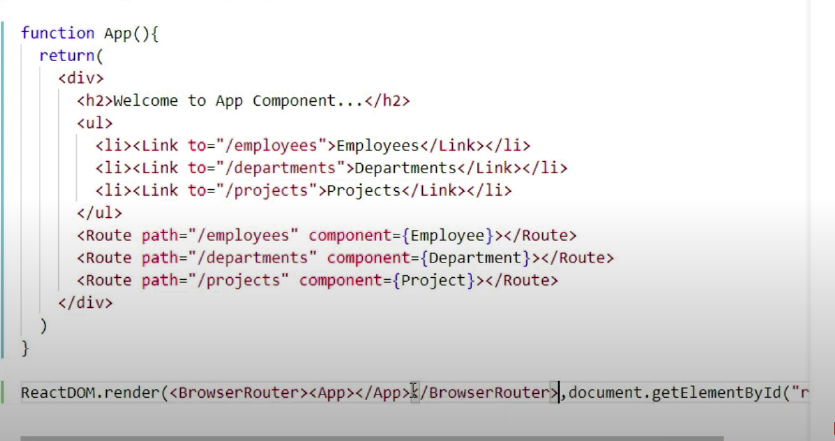 function App(){
return(
<div>
<h2>Welcome to App Component...</h2>
<ul>
<li><Link to="/employees">Employees</Link></li>
<li><Link to="/departments">Departments</Link></li>
<li><Link to="/projects">Projects</Link></li>
</ul>
<Route path="/employees" component={Employee}></Route>
<Route path="/departments" component={Department}></Route>
<Route path="/projects" component={Project}></Route>
</div>
)
}
ReactDOM.render(<BrowserRouter><App></App></BrowserRouter>,document.getElementById("r